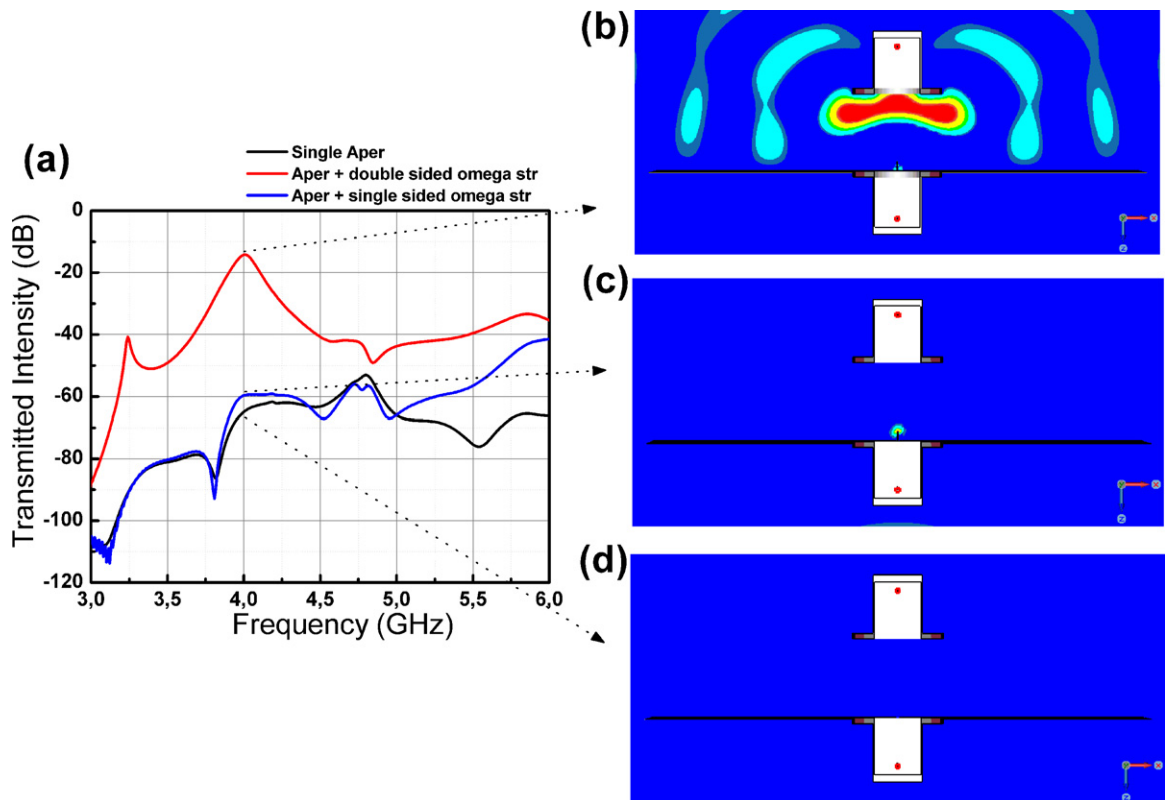 (a)
Single Aper
Aper + double sided omega str
Aper + single sided omega str
Transmitted Intensity (dB)
0
-20
-40
-60
-80
-100
-120
3,0 3,5 4,0 4,5 5,0 5,5 6,0
Frequency (GHz)
(b)
(c)
(d)